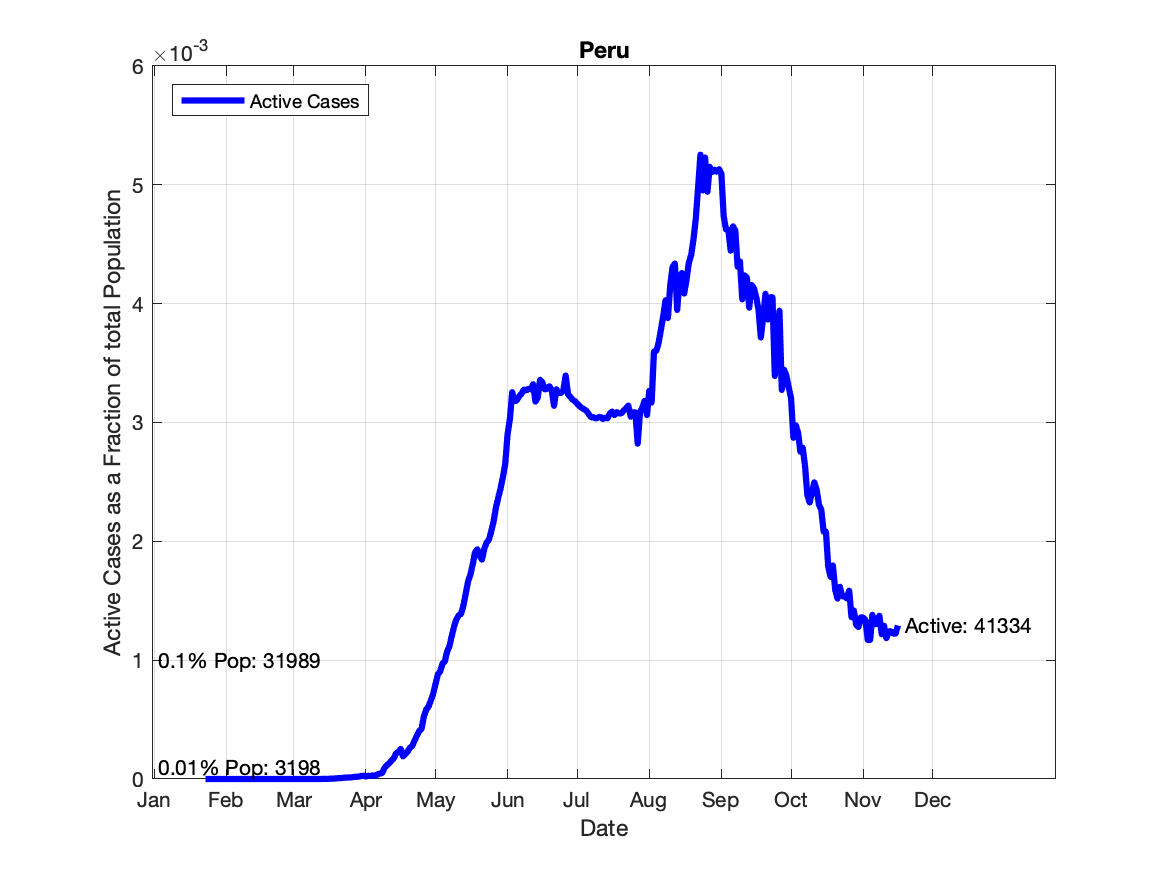 Peru
×10-3
Active Cases
6
5
4
3
2
1
0
Active Cases as a Fraction of total Population
0.1% Pop: 31989
0.01% Pop: 3198
Active: 41334
Jan Feb Mar Apr May Jun Jul Aug Sep Oct Nov Dec
Date